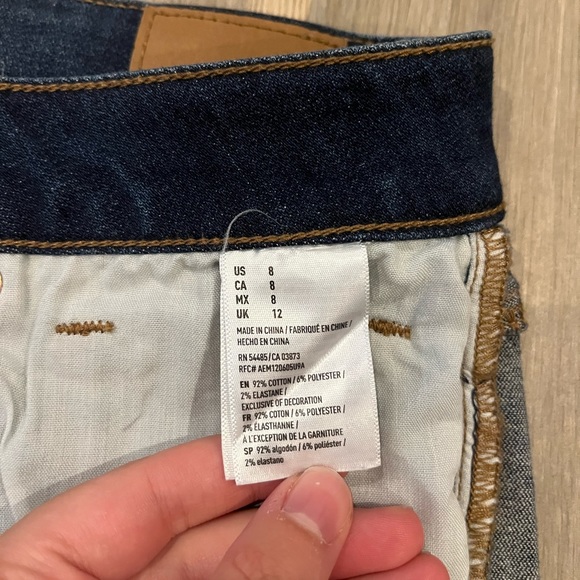 US 8
CA 8
MX 8
UK 12
MADE IN CHINA / FABRIQUÉ EN CHINE /
HECHO EN CHINA
RN 54485/CA 03873
RFC# AEM120605U9A
EN 92% COTTON / 6% POLYESTER /
2% ELASTANE /
EXCLUSIVE OF DECORATION
FR 92% COTON / 6% POLYESTER /
2% ÉLASTHANNE /
À L'EXCEPTION DE LA GARNITURE
SP 92% algodón / 6% poliéster /
2% elastano